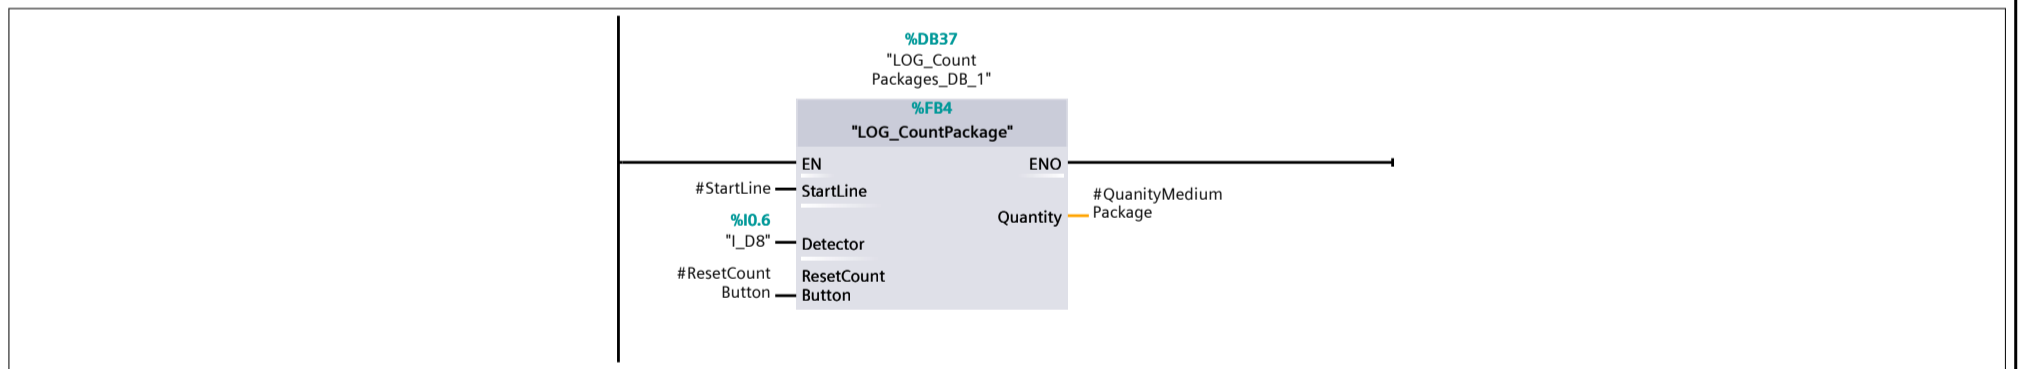 %DB37
"LOG_Count
Packages_DB_1"
%FB4
"LOG_CountPackage"
EN
ENO
#StartLine
StartLine
#QuanityMedium
Package
Quantity
%I0.6
"I_D8"
Detector
#ResetCount
Button
ResetCount
Button